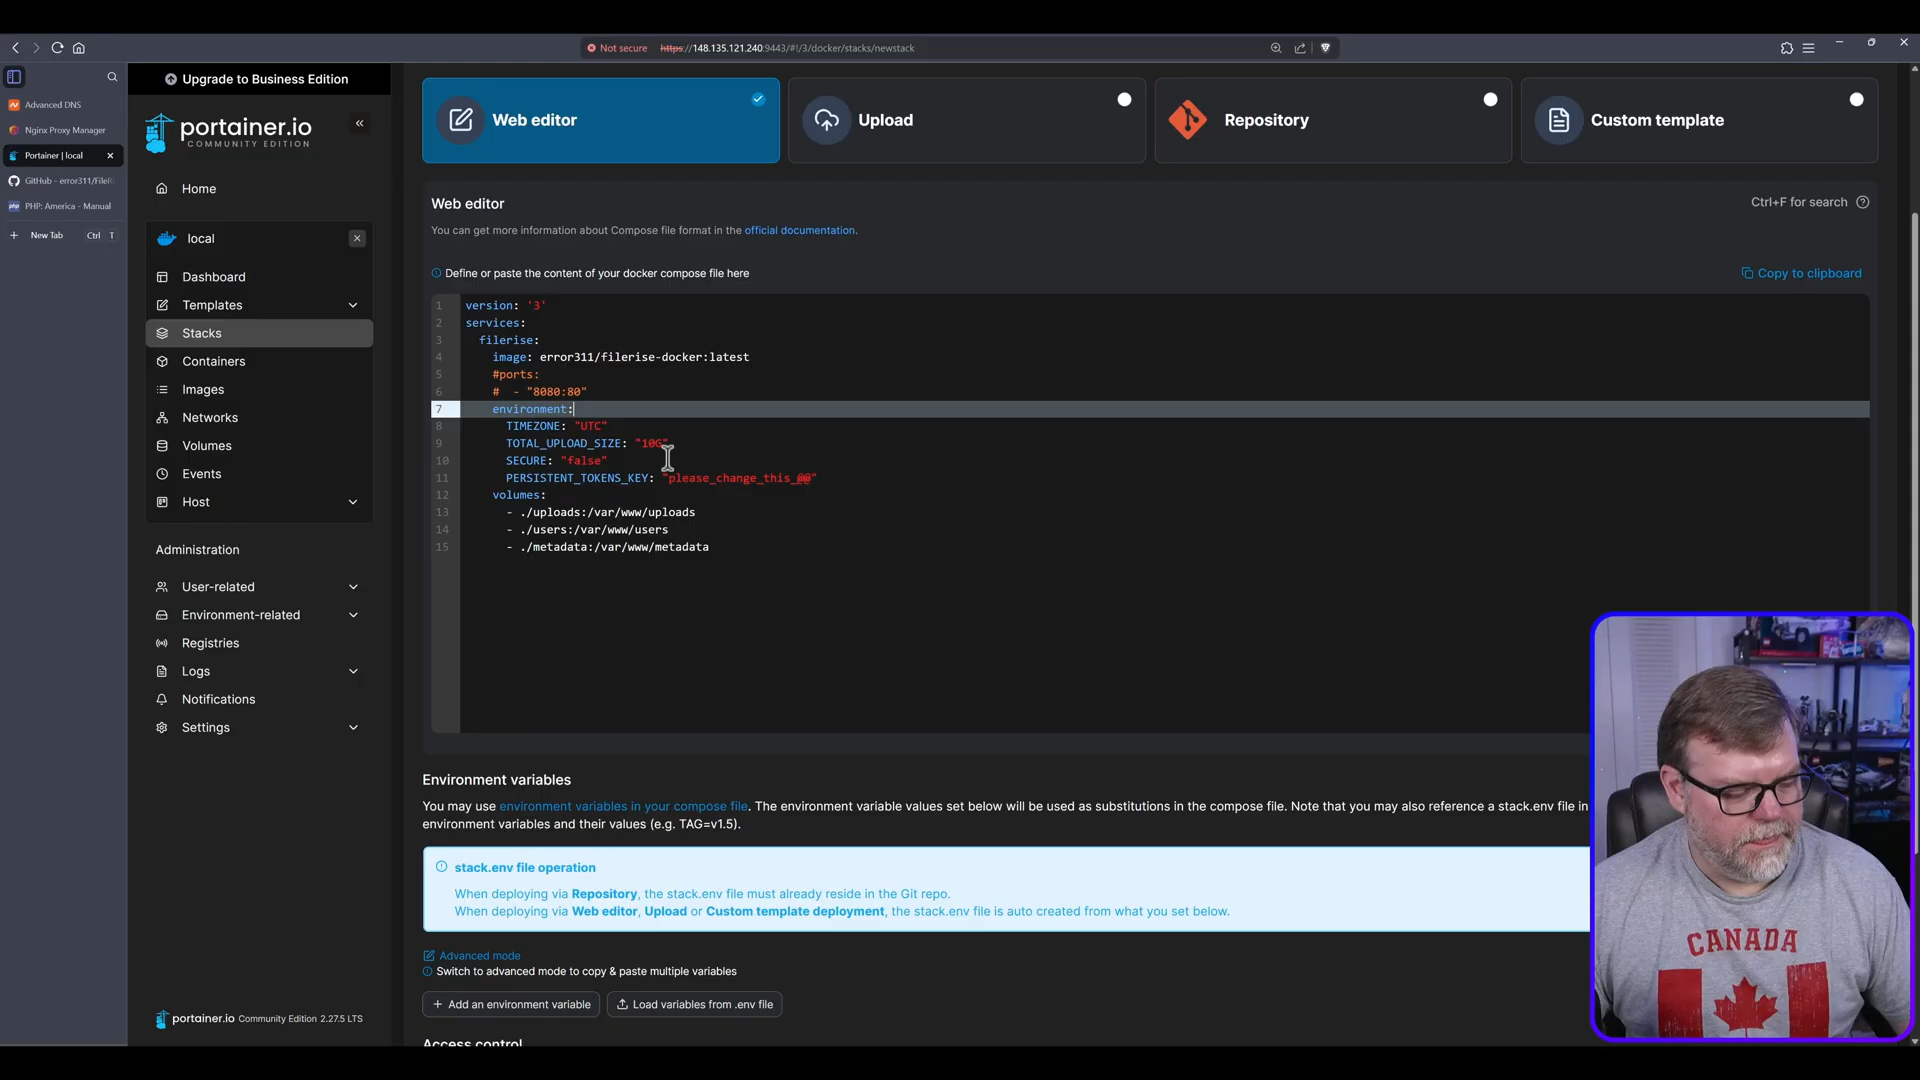 Not secure https://148.135.121.240:9443/#!/3/docker/stacks/newstack
Advanced DNS
Nginx Proxy Manager
Portainer | local
GitHub - error311/FileRi
PHP: America - Manual
New Tab Ctrl T
Upgrade to Business Edition
portainer.io
COMMUNITY EDITION
Home
local
Dashboard
Templates
Stacks
Containers
Images
Networks
Volumes
Events
Host
Administration
User-related
Environment-related
Registries
Logs
Notifications
Settings
portainer.io Community Edition 2.27.5 LTS
Web editor
Upload
Repository
Custom template
Web editor
Ctrl+F for search
You can get more information about Compose file format in the official documentation.
Define or paste the content of your docker compose file here
Copy to clipboard
1 version: '3'
2 services:
3 filerise:
4 image: error311/filerise-docker:latest
5 #ports:
6 # - "8080:80"
7 environment:
8 TIMEZONE: "UTC"
9 TOTAL_UPLOAD_SIZE: "10G"
10 SECURE: "false"
11 PERSISTENT_TOKENS_KEY: "please_change_this_@@"
12 volumes:
13 - ./uploads:/var/www/uploads
14 - ./users:/var/www/users
15 - ./metadata:/var/www/metadata
Environment variables
You may use environment variables in your compose file. The environment variable values set below will be used as substitutions in the compose file. Note that you may also reference a stack.env file in
environment variables and their values (e.g. TAG=v1.5).
stack.env file operation
When deploying via Repository, the stack.env file must already reside in the Git repo.
When deploying via Web editor, Upload or Custom template deployment, the stack.env file is auto created from what you set below.
Advanced mode
Switch to advanced mode to copy & paste multiple variables
+ Add an environment variable
Load variables from .env file
Access control
CANADA